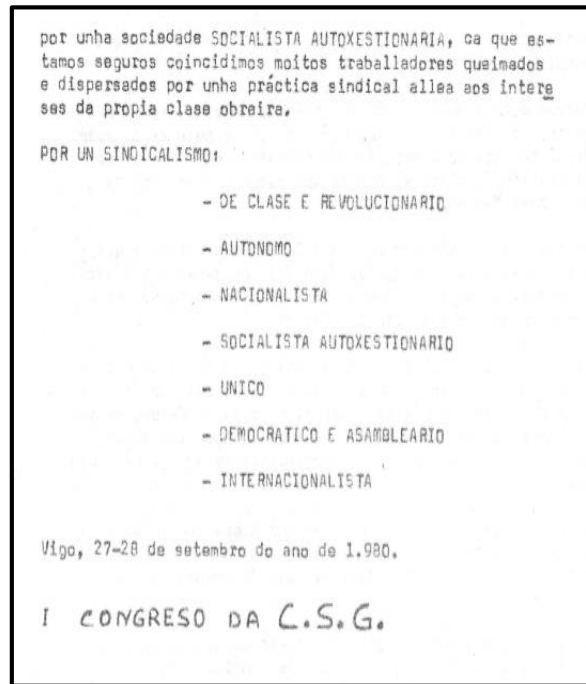 por unha sociedade SOCIALISTA AUTOXESTIONARIA, ca que es-
tamos seguros coincidimos moitos traballadores queimados
e dispersados por unha práctica sindical allea aos intere
ses da propia clase obreira.
POR UN SINDICALISMO:
- DE CLASE E REVOLUCIONARIO
- AUTONOMO
- NACIONALISTA
- SOCIALISTA AUTOXESTIONARIO
- UNICO
- DEMOCRATICO E ASAMBLEARIO
- INTERNACIONALISTA
Vigo, 27-28 de setembro do ano de 1.980.
I CONGRESO DA C.S.G.